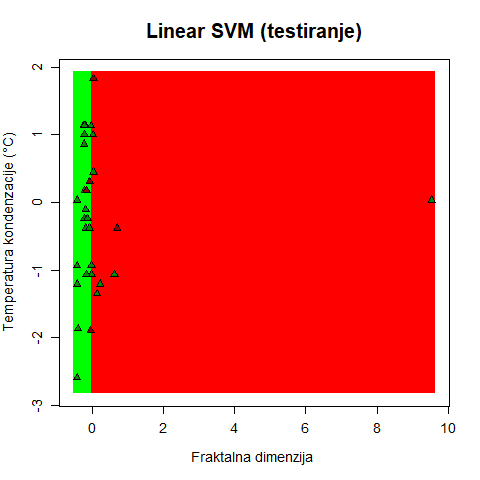 Linear SVM (testiranje)
Temperatura kondenzacije (°C)
2
1
0
-1
-2
-3
0 2 4 6 8 10
Fraktalna dimenzija